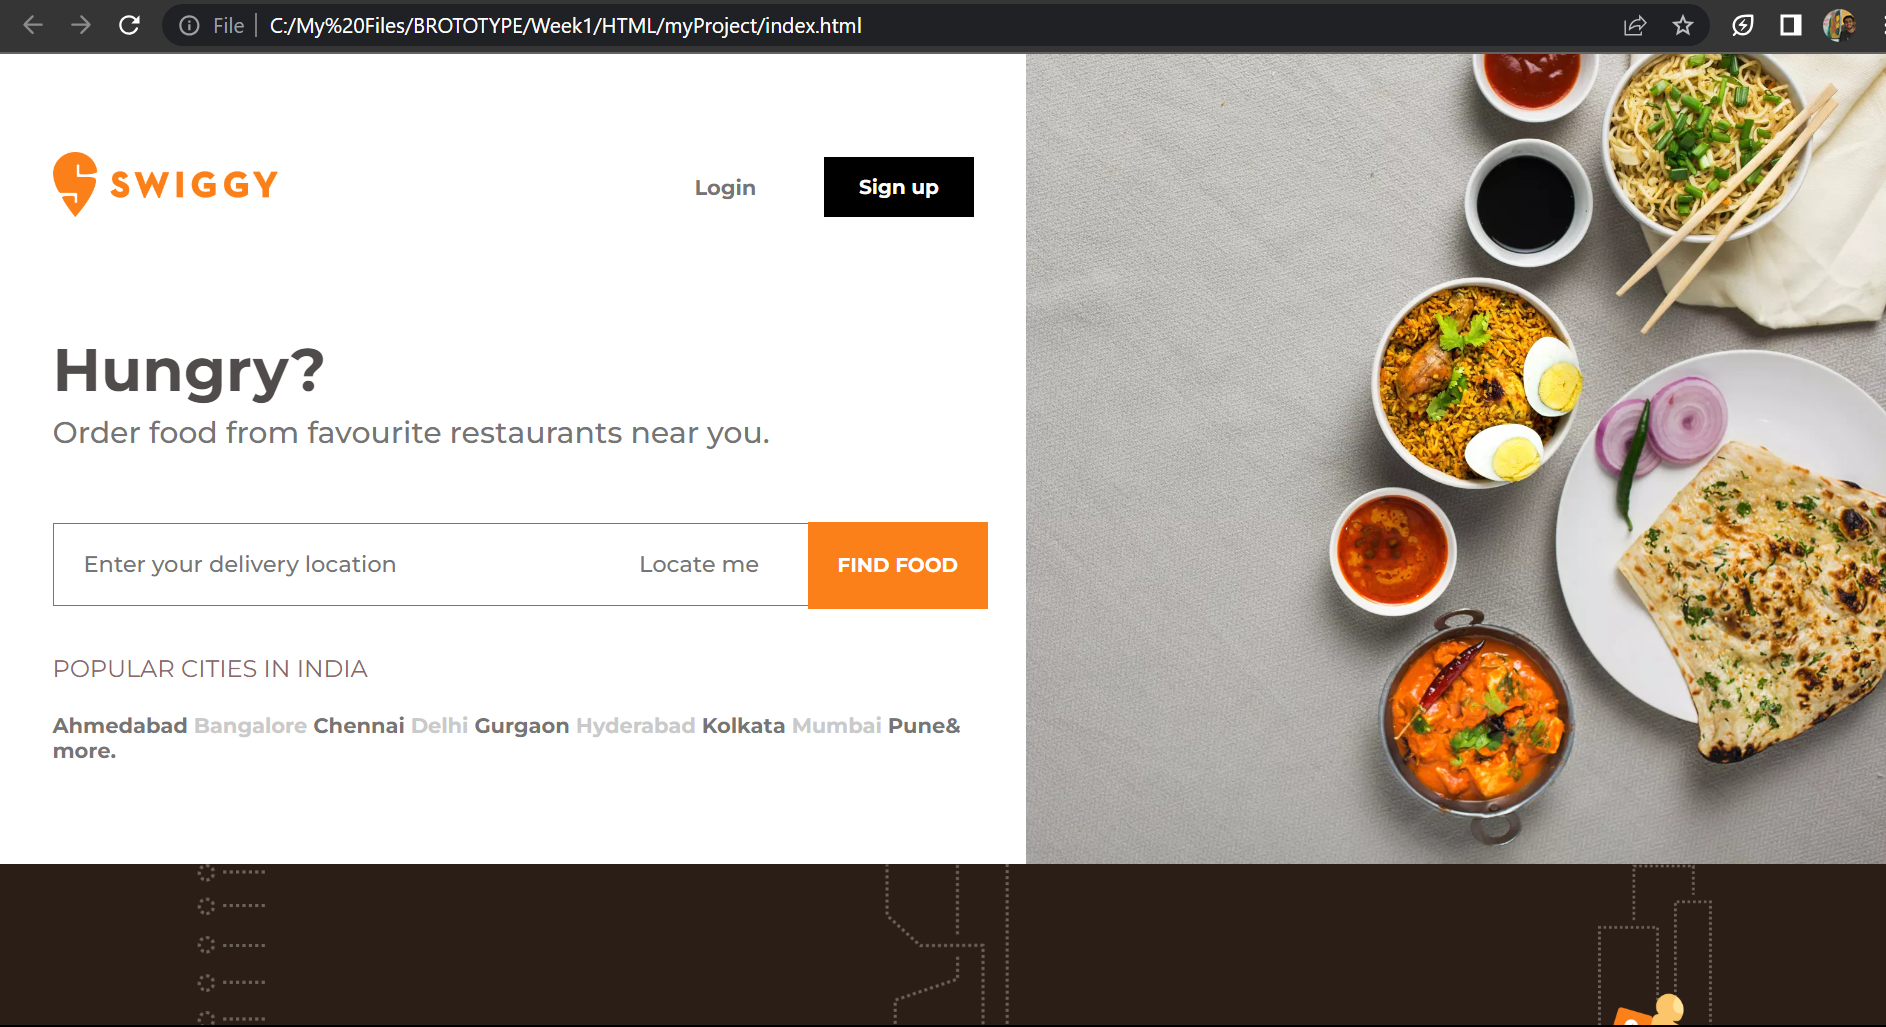 File C:/My%20Files/BROTOTYPE/Week1/HTML/myProject/index.html
SWIGGY
Login
Sign up
Hungry?
Order food from favourite restaurants near you.
Enter your delivery location
Locate me
FIND FOOD
POPULAR CITIES IN INDIA
Ahmedabad Bangalore Chennai Delhi Gurgaon Hyderabad Kolkata Mumbai Pune&
more.